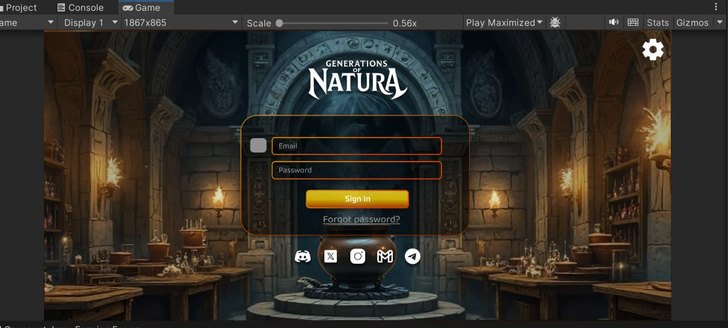 Project Console Game
ame Display 1 1867x865 Scale 0.56x Play Maximized Stats Gizmos
GENERATIONS
OF
NATURA
Email
Password
Sign In
Forgot password?